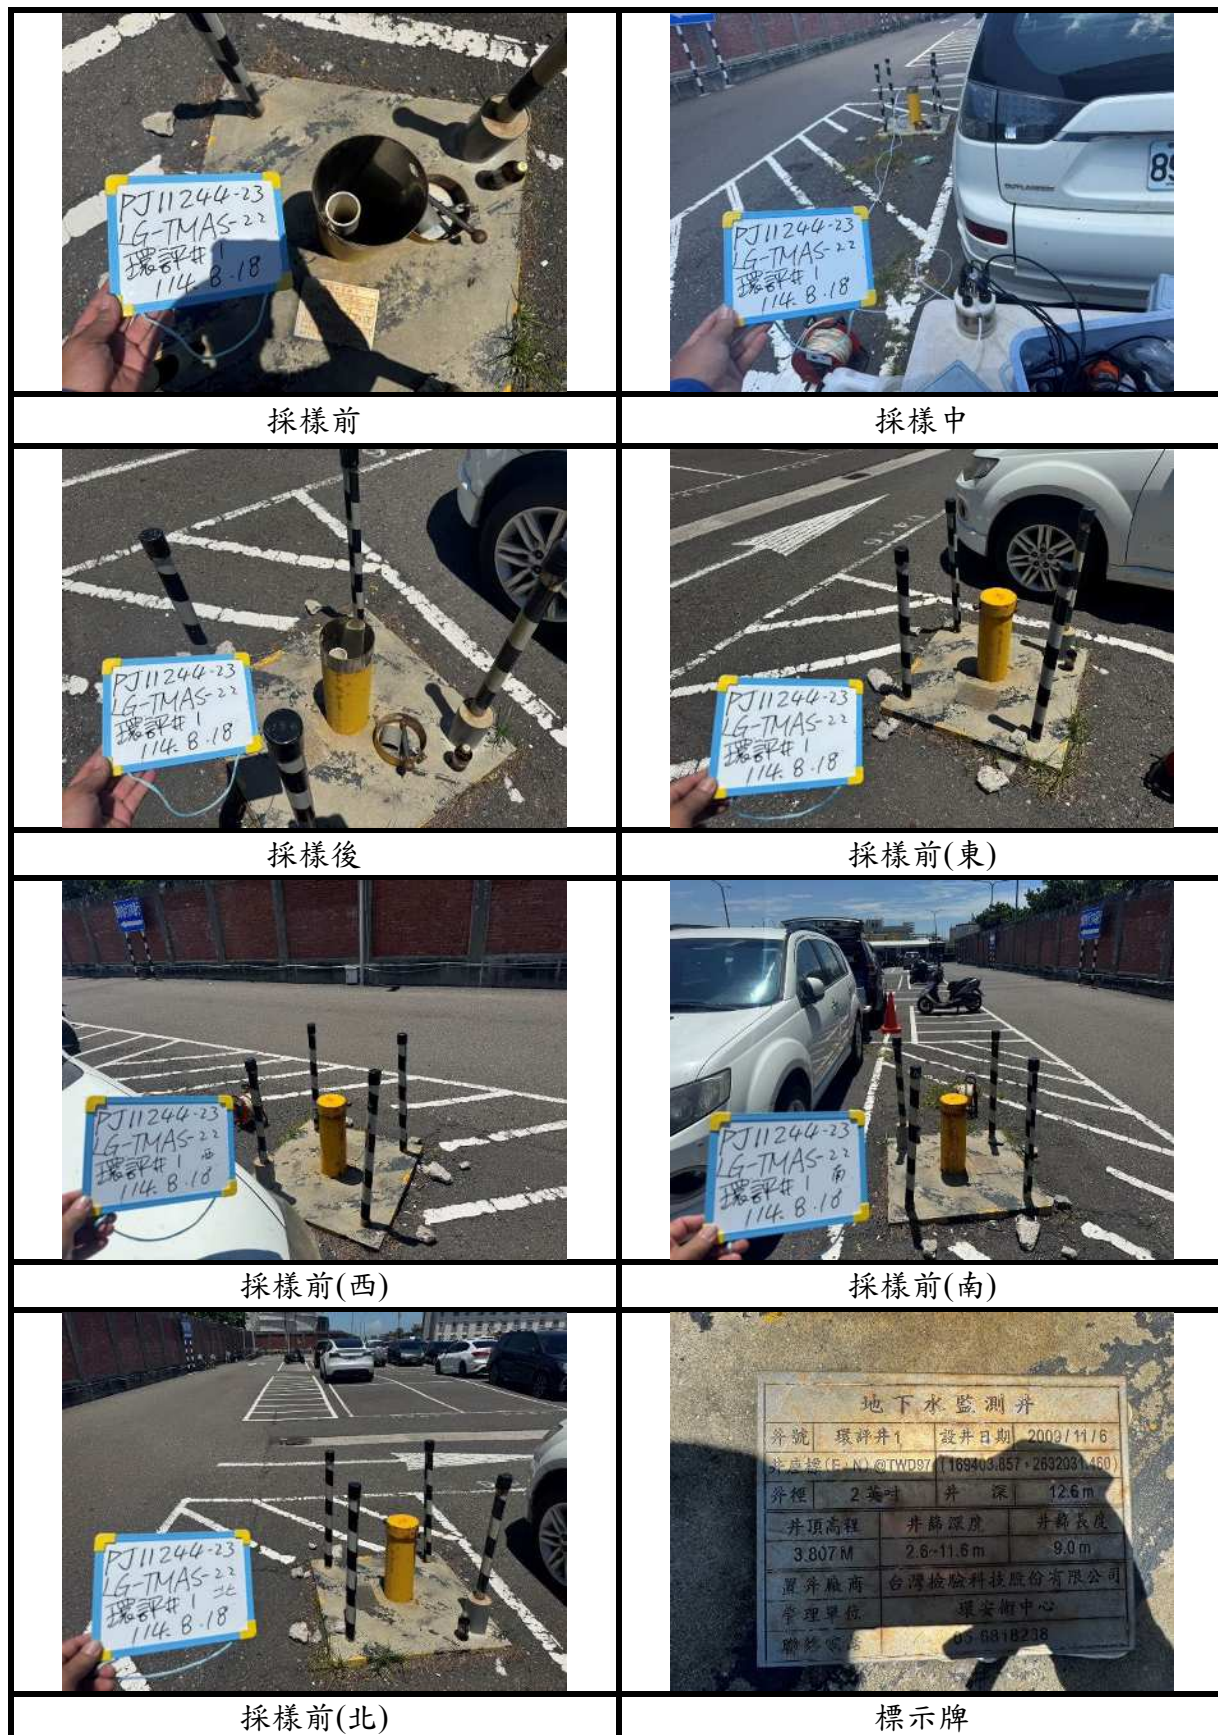 PJ11244-23
LG-TMAS-22
環評井1
114.8.18
採樣前
OUTLANDER
89
PJ11244-23
LG-TMAS-22
環評井1
114.8.18
採樣中
PJ11244-23
LG-TMAS-22
環評井1
114.8.18
採樣後
PJ11244-23
LG-TMAS-22
環評井1
114.8.18
採樣前(東)
PJ11244-23
LG-TMAS-22
環評井1 西
114.8.18
採樣前(西)
PJ11244-23
LG-TMAS-22
環評井1 南
114.8.18
採樣前(南)
PJ11244-23
LG-TMAS-22
環評井1 北
114.8.18
採樣前(北)
地下水監測井
井號 環評井1 設井日期 2009/11/6
井座標(E,N)@TWD97 (169403.857,2632031.460)
井徑 2英吋 井深 12.6m
井頂高程 井篩深度 井篩長度
3.807M 2.6~11.6m 9.0m
置井廠商 台灣檢驗科技股份有限公司
管理單位 環安衛中心
聯絡電話 05-6818238
標示牌